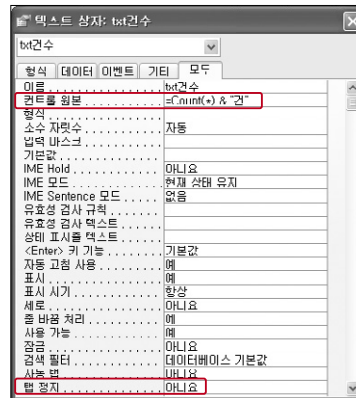 텍스트 상자: txt건수
txt건수
형식 데이터 이벤트 기타 모두
이름 txt건수
컨트롤 원본 =Count(*) & "건"
형식
소수 자릿수 자동
입력 마스크
기본값
IME Hold 아니요
IME 모드 현재 상태 유지
IME Sentence 모드 없음
유효성 검사 규칙
유효성 검사 텍스트
상태 표시줄 텍스트
<Enter> 키 기능 기본값
자동 고침 사용 예
표시 예
표시 시기 항상
세로 아니요
줄 바꿈 처리 예
사용 가능 예
잠금 아니요
검색 필터 데이터베이스 기본값
자동 탭 아니요
탭 정지 아니요